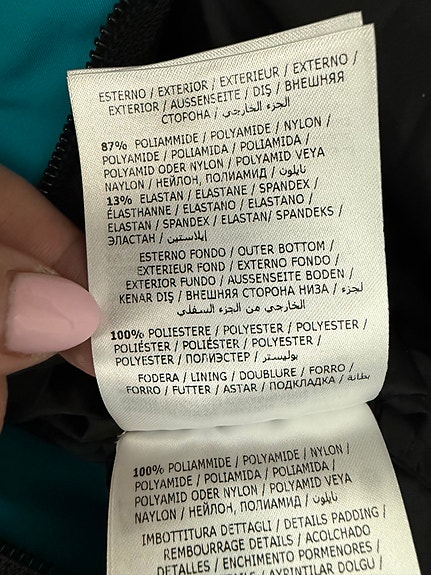 ESTERNO / EXTERIOR / EXTERIEUR / EXTERNO /
EXTERIOR / AUSSENSEITE / DIŞ / ВНЕШНЯЯ
СТОРОНА / الجزء الخارجي /
87% POLIAMMIDE / POLYAMIDE / NYLON /
POLYAMIDE / POLIAMIDA / POLIAMIDA /
POLYAMID ODER NYLON / POLYAMID VEYA
NAYLON / НЕЙЛОН, ПОЛИАМИД / نايلون
13% ELASTAN / ELASTANE / SPANDEX /
ÉLASTHANNE / ELASTANO / ELASTANO /
ELASTAN / SPANDEX / ELASTAN/ SPANDEKS /
ЭЛАСТАН / إيلاستين
ESTERNO FONDO / OUTER BOTTOM /
EXTERIEUR FOND / EXTERNO FONDO /
EXTERIOR FUNDO / AUSSENSEITE BODEN /
KENAR DIŞ / ВНЕШНЯЯ СТОРОНА НИЗА / لجزء
الخارجي من الجزء السفلي
100% POLIESTERE / POLYESTER / POLYESTER /
POLIÉSTER / POLIÉSTER / POLYESTER /
POLYESTER / ПОЛИЭСТЕР / بوليستر
FODERA / LINING / DOUBLURE / FORRO /
FORRO / FUTTER / ASTAR / ПОДКЛАДКА / بطانة
100% POLIAMMIDE / POLYAMIDE / NYLON /
POLYAMIDE / POLIAMIDA / POLIAMIDA /
POLYAMID ODER NYLON / POLYAMID VEYA
NAYLON / НЕЙЛОН, ПОЛИАМИД / نايلون
IMBOTTITURA DETTAGLI / DETAILS PADDING /
REMBOURRAGE DETAILS / ACOLCHADO
DETALLES / ENCHIMENTO PORMENORES /
AYRINTILAR DOLGU /